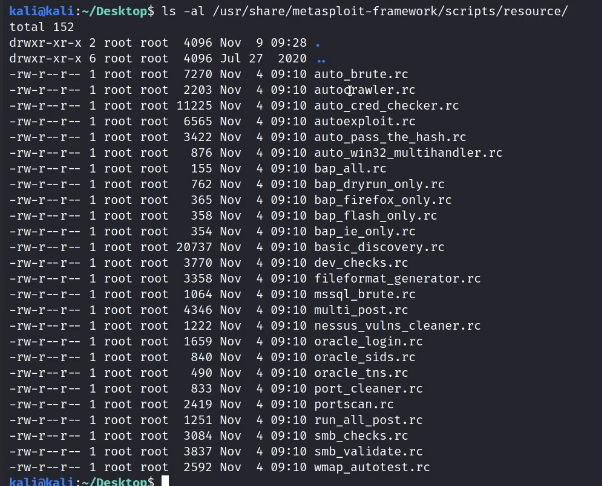 kali@kali:~/Desktop$ ls -al /usr/share/metasploit-framework/scripts/resource/
total 152
drwxr-xr-x 2 root root  4096 Nov  9 09:28 .
drwxr-xr-x 6 root root  4096 Jul 27  2020 ..
-rw-r--r-- 1 root root  7270 Nov  4 09:10 auto_brute.rc
-rw-r--r-- 1 root root  2203 Nov  4 09:10 autocrawler.rc
-rw-r--r-- 1 root root 11225 Nov  4 09:10 auto_cred_checker.rc
-rw-r--r-- 1 root root  6565 Nov  4 09:10 autoexploit.rc
-rw-r--r-- 1 root root  3422 Nov  4 09:10 auto_pass_the_hash.rc
-rw-r--r-- 1 root root   876 Nov  4 09:10 auto_win32_multihandler.rc
-rw-r--r-- 1 root root   155 Nov  4 09:10 bap_all.rc
-rw-r--r-- 1 root root   762 Nov  4 09:10 bap_dryrun_only.rc
-rw-r--r-- 1 root root   365 Nov  4 09:10 bap_firefox_only.rc
-rw-r--r-- 1 root root   358 Nov  4 09:10 bap_flash_only.rc
-rw-r--r-- 1 root root   354 Nov  4 09:10 bap_ie_only.rc
-rw-r--r-- 1 root root 20737 Nov  4 09:10 basic_discovery.rc
-rw-r--r-- 1 root root  3770 Nov  4 09:10 dev_checks.rc
-rw-r--r-- 1 root root  3358 Nov  4 09:10 fileformat_generator.rc
-rw-r--r-- 1 root root  1064 Nov  4 09:10 mssql_brute.rc
-rw-r--r-- 1 root root  4346 Nov  4 09:10 multi_post.rc
-rw-r--r-- 1 root root  1222 Nov  4 09:10 nessus_vulns_cleaner.rc
-rw-r--r-- 1 root root  1659 Nov  4 09:10 oracle_login.rc
-rw-r--r-- 1 root root   840 Nov  4 09:10 oracle_sids.rc
-rw-r--r-- 1 root root   490 Nov  4 09:10 oracle_tns.rc
-rw-r--r-- 1 root root   833 Nov  4 09:10 port_cleaner.rc
-rw-r--r-- 1 root root  2419 Nov  4 09:10 portscan.rc
-rw-r--r-- 1 root root  1251 Nov  4 09:10 run_all_post.rc
-rw-r--r-- 1 root root  3084 Nov  4 09:10 smb_checks.rc
-rw-r--r-- 1 root root  3837 Nov  4 09:10 smb_validate.rc
-rw-r--r-- 1 root root  2592 Nov  4 09:10 wmap_autotest.rc
kali@kali:~/Desktop$